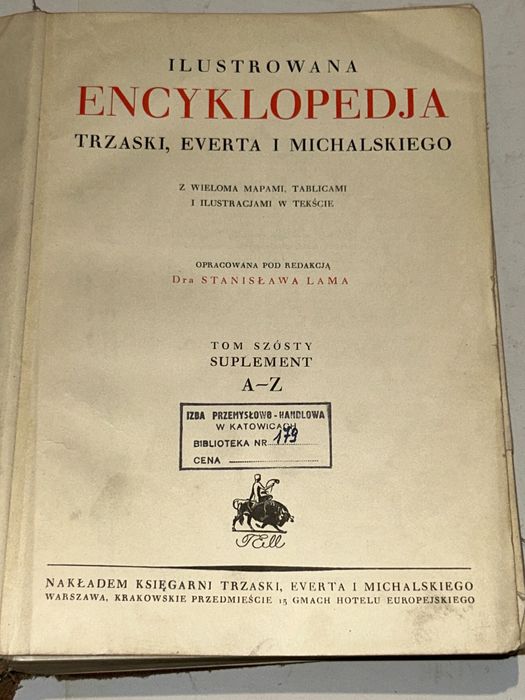 ILUSTROWANA
ENCYKLOPEDJA
TRZASKI, EVERTA I MICHALSKIEGO
Z WIELOMA MAPAMI, TABLICAMI
I ILUSTRACJAMI W TEKŚCIE
OPRACOWANA POD REDAKCJĄ
Dra STANISŁAWA LAMA
TOM SZÓSTY
SUPLEMENT
A–Z
IZBA PRZEMYSŁOWO-HANDLOWA
W KATOWICACH
BIBLIOTEKA NR 179
CENA
NAKŁADEM KSIĘGARNI TRZASKI, EVERTA I MICHALSKIEGO
WARSZAWA, KRAKOWSKIE PRZEDMIEŚCIE 15 GMACH HOTELU EUROPEJSKIEGO